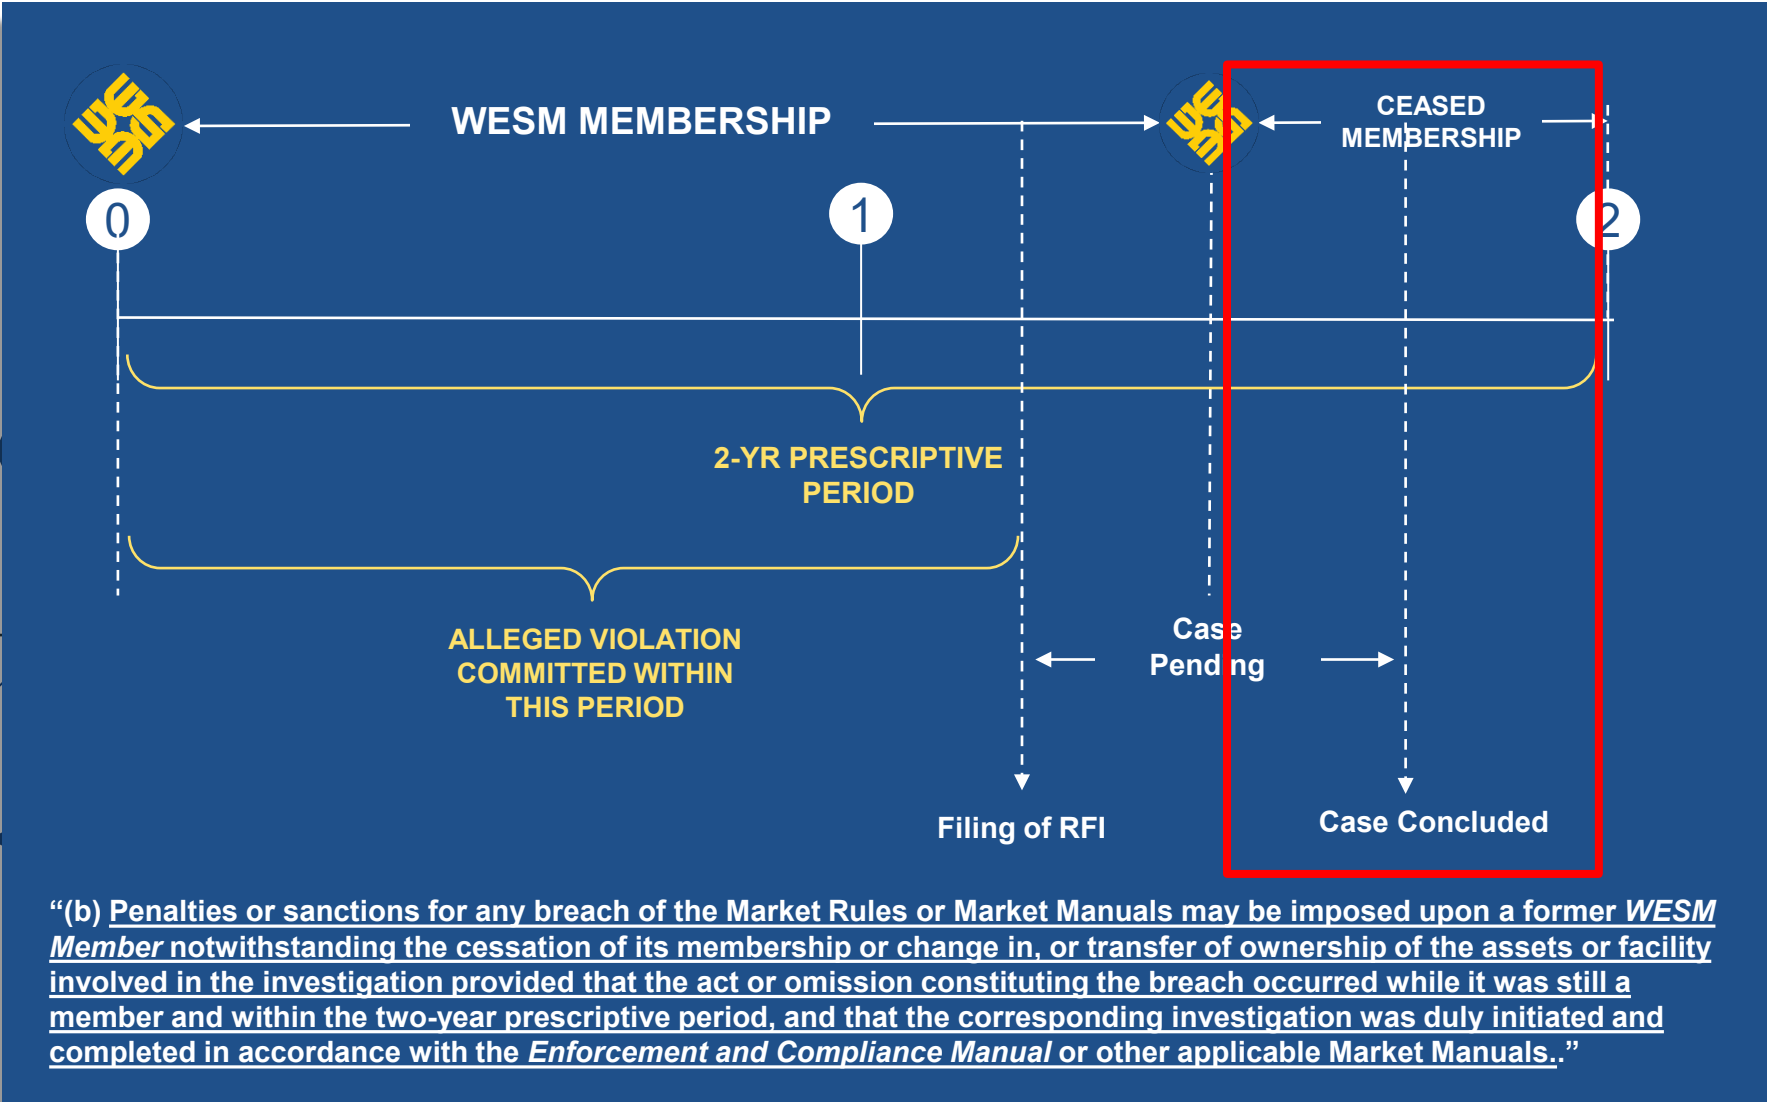 WESM MEMBERSHIP
CEASED
MEMBERSHIP
0
1
2
2-YR PRESCRIPTIVE
PERIOD
ALLEGED VIOLATION
COMMITTED WITHIN
THIS PERIOD
Case
Pending
Filing of RFI
Case Concluded
“(b) Penalties or sanctions for any breach of the Market Rules or Market Manuals may be imposed upon a former WESM
Member notwithstanding the cessation of its membership or change in, or transfer of ownership of the assets or facility
involved in the investigation provided that the act or omission constituting the breach occurred while it was still a
member and within the two-year prescriptive period, and that the corresponding investigation was duly initiated and
completed in accordance with the Enforcement and Compliance Manual or other applicable Market Manuals..”